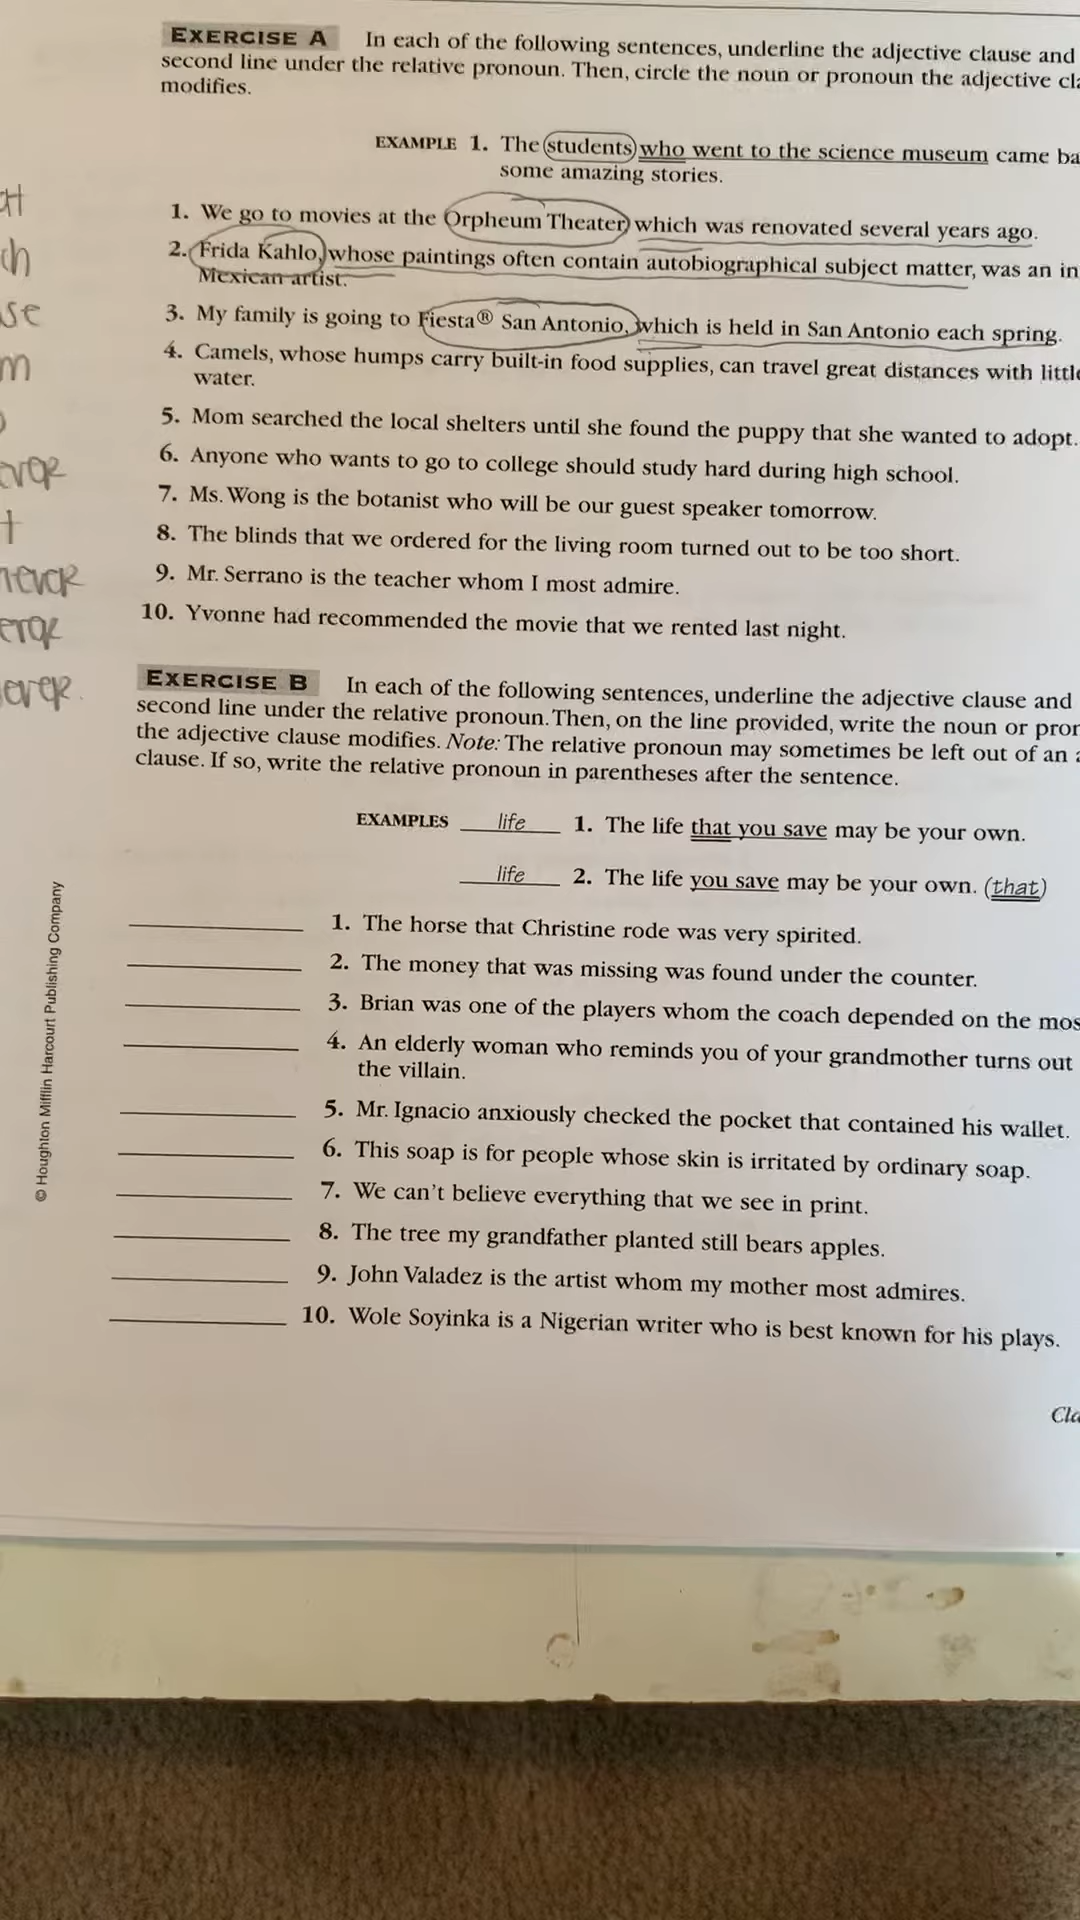 EXERCISE A In each of the following sentences, underline the adjective clause and
second line under the relative pronoun. Then, circle the noun or pronoun the adjective
modifies.
EXAMPLE 1. The students who went to the science museum came
some amazing stories.
1. We go to movies at the Orpheum Theater which was renovated several years ago.
2. Frida Kahlo, whose paintings often contain autobiographical subject matter, was an
Mexican artist.
3. My family is going to Fiesta® San Antonio, which is held in San Antonio each spring.
4. Camels, whose humps carry built-in food supplies, can travel great distances with
water.
5. Mom searched the local shelters until she found the puppy that she wanted to adopt.
6. Anyone who wants to go to college should study hard during high school.
7. Ms. Wong is the botanist who will be our guest speaker tomorrow.
8. The blinds that we ordered for the living room turned out to be too short.
9. Mr. Serrano is the teacher whom I most admire.
10. Yvonne had recommended the movie that we rented last night.
EXERCISE B In each of the following sentences, underline the adjective clause and
second line under the relative pronoun. Then, on the line provided, write the noun or
the adjective clause modifies. Note: The relative pronoun may sometimes be left out of an
clause. If so, write the relative pronoun in parentheses after the sentence.
EXAMPLES life 1. The life that you save may be your own.
life 2. The life you save may be your own. (that)
1. The horse that Christine rode was very spirited.
2. The money that was missing was found under the counter.
3. Brian was one of the players whom the coach depended on the
4. An elderly woman who reminds you of your grandmother turns out
the villain.
5. Mr. Ignacio anxiously checked the pocket that contained his wallet.
6. This soap is for people whose skin is irritated by ordinary soap.
7. We can't believe everything that we see in print.
8. The tree my grandfather planted still bears apples.
9. John Valadez is the artist whom my mother most admires.
10. Wole Soyinka is a Nigerian writer who is best known for his plays.
© Houghton Mifflin Harcourt Publishing Company